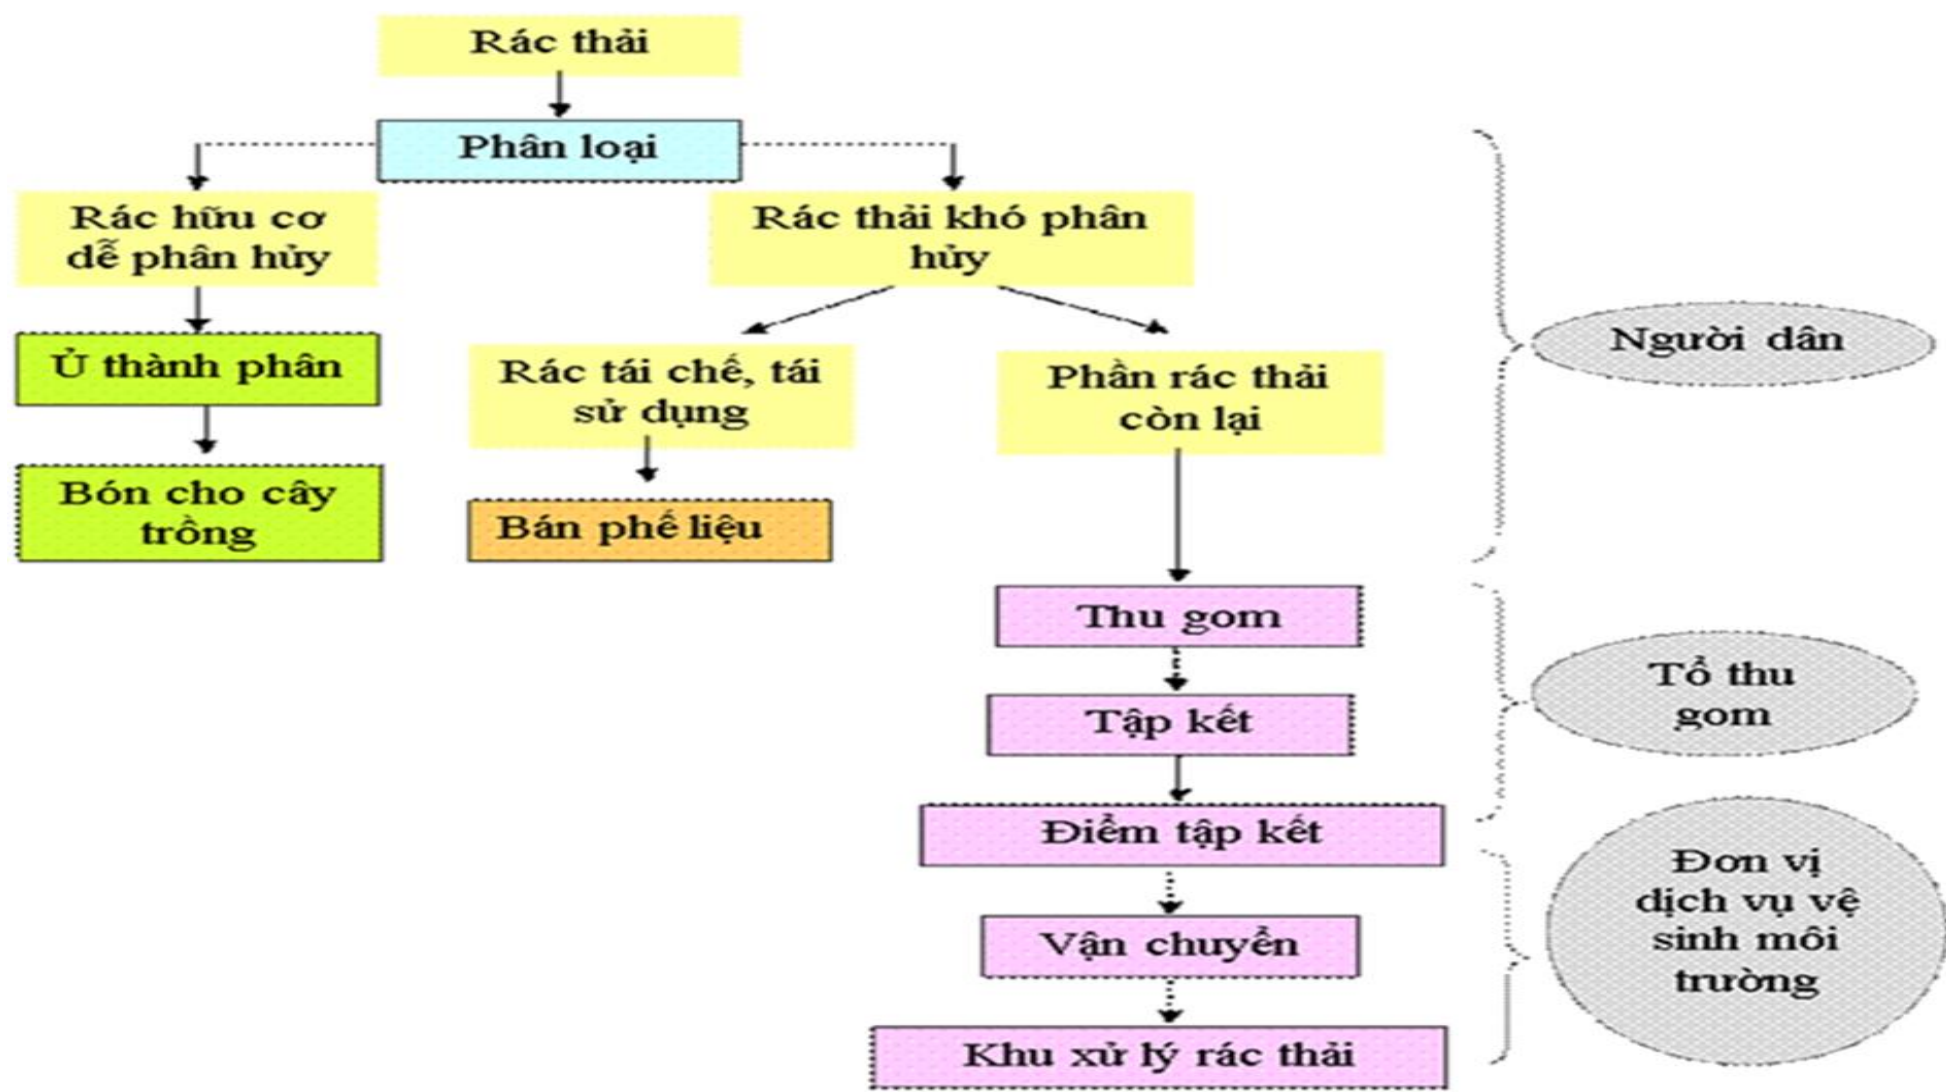 Rác thải
Phân loại
Rác hữu cơ
dễ phân hủy
Rác thải khó phân
hủy
Ủ thành phân
Rác tái chế, tái
sử dụng
Phần rác thải
còn lại
Người dân
Bón cho cây
trồng
Bán phế liệu
Thu gom
Tập kết
Tổ thu
gom
Điểm tập kết
Vận chuyển
Khu xử lý rác thải
Đơn vị
dịch vụ vệ
sinh môi
trường